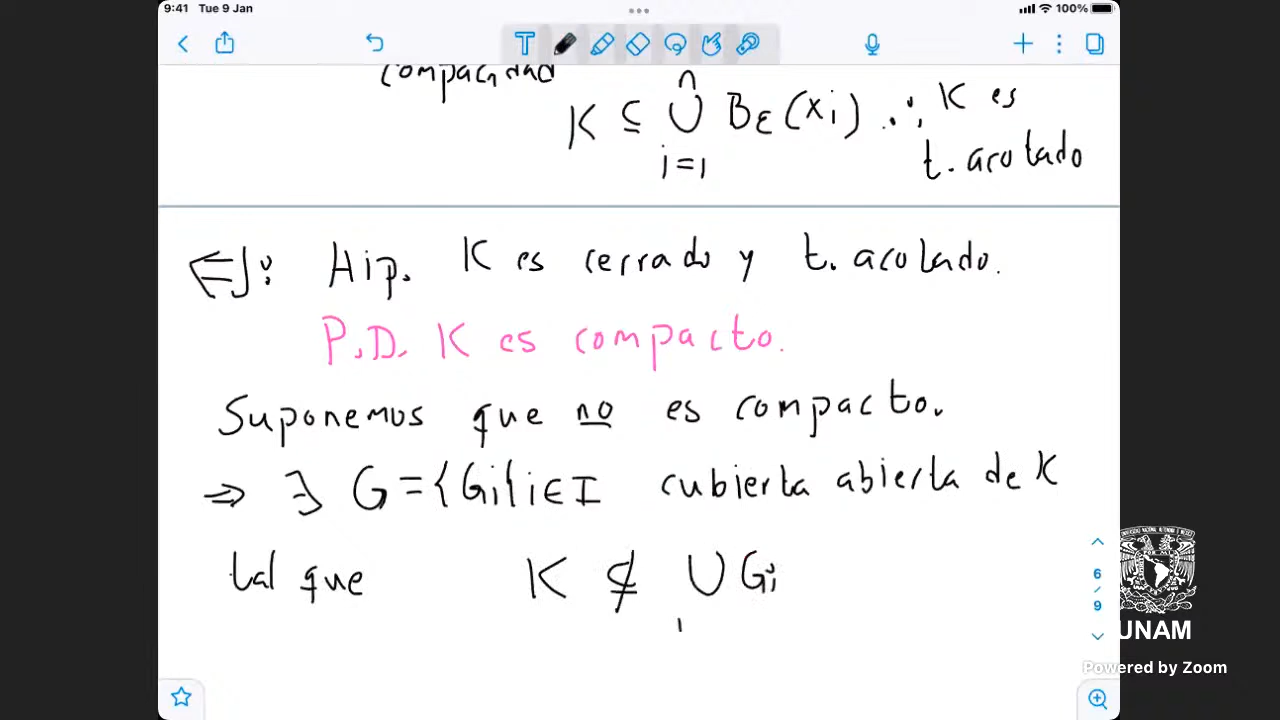 9:41 Tue 9 Jan 100%
compacidad
n
K ⊆ ∪ Bε(xi) ∴ K es
i=1 t. acotado
⇐]: Hip. K es cerrado y t. acotado.
P.D. K es compacto.
Suponemos que no es compacto.
⇒ ∃ G={Gi}i∈I cubierta abierta de K
tal que K ⊈ ∪ Gi
6
/
9
UNAM
Powered by Zoom